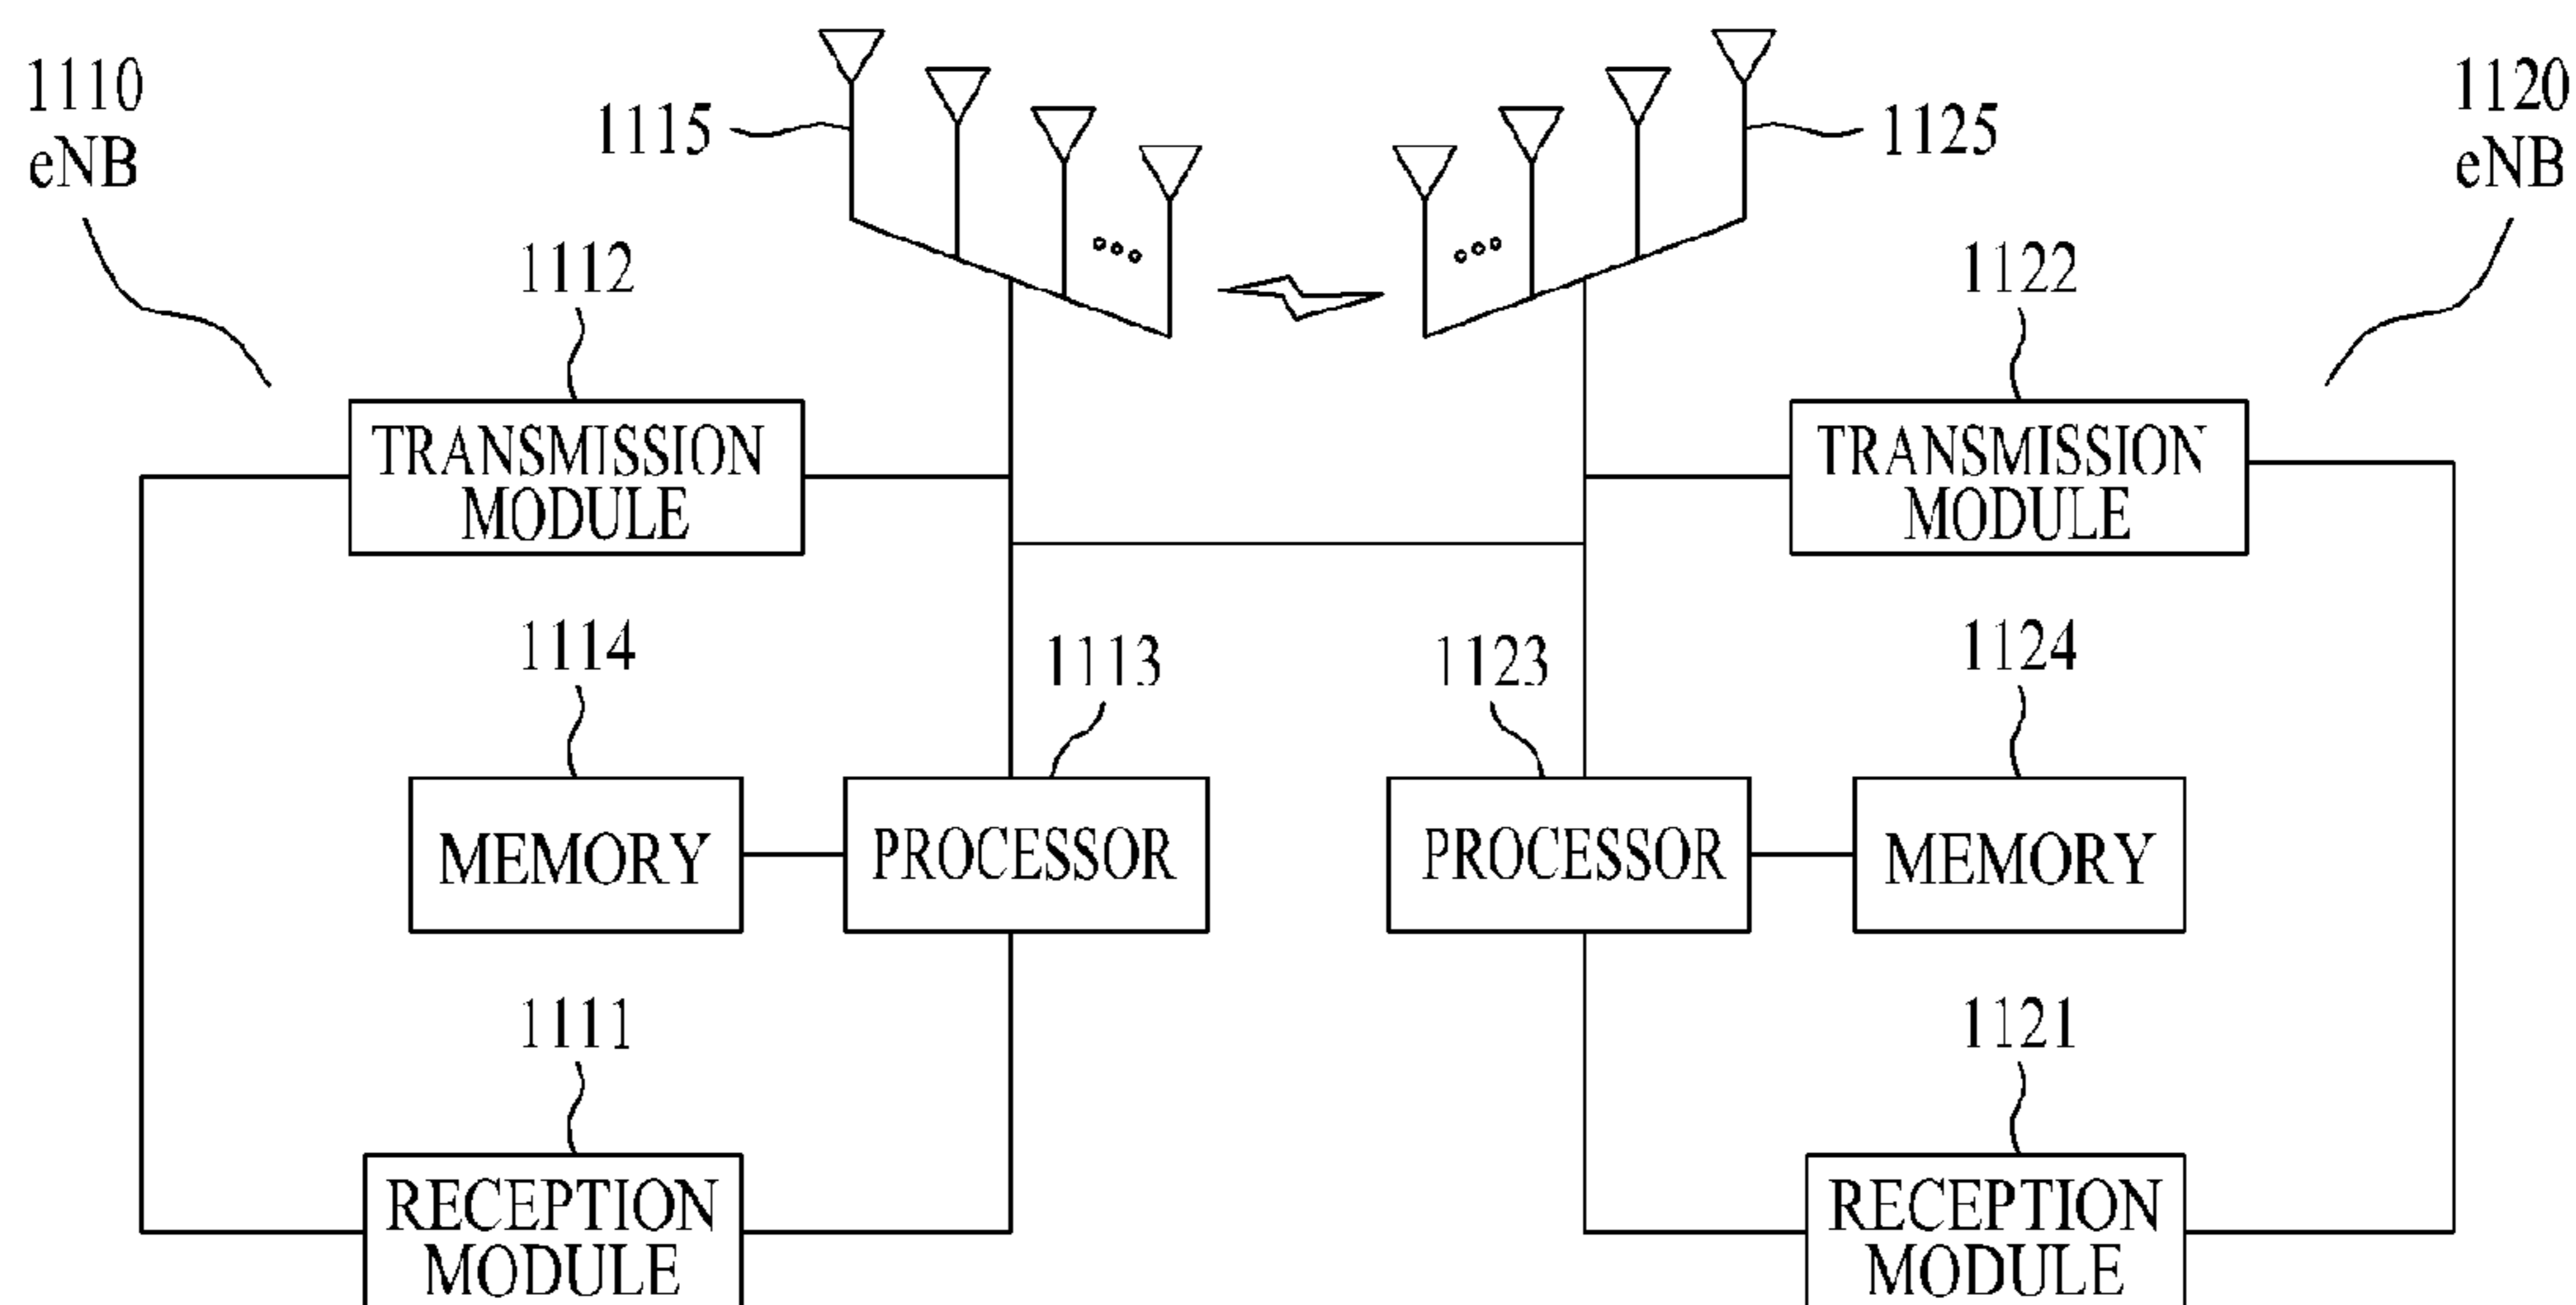 1110
eNB
1115
1125
1120
eNB
1112
1122
TRANSMISSION
MODULE
TRANSMISSION
MODULE
1114
1113
1123
1124
MEMORY
PROCESSOR
PROCESSOR
MEMORY
1111
1121
RECEPTION
MODULE
RECEPTION
MODULE